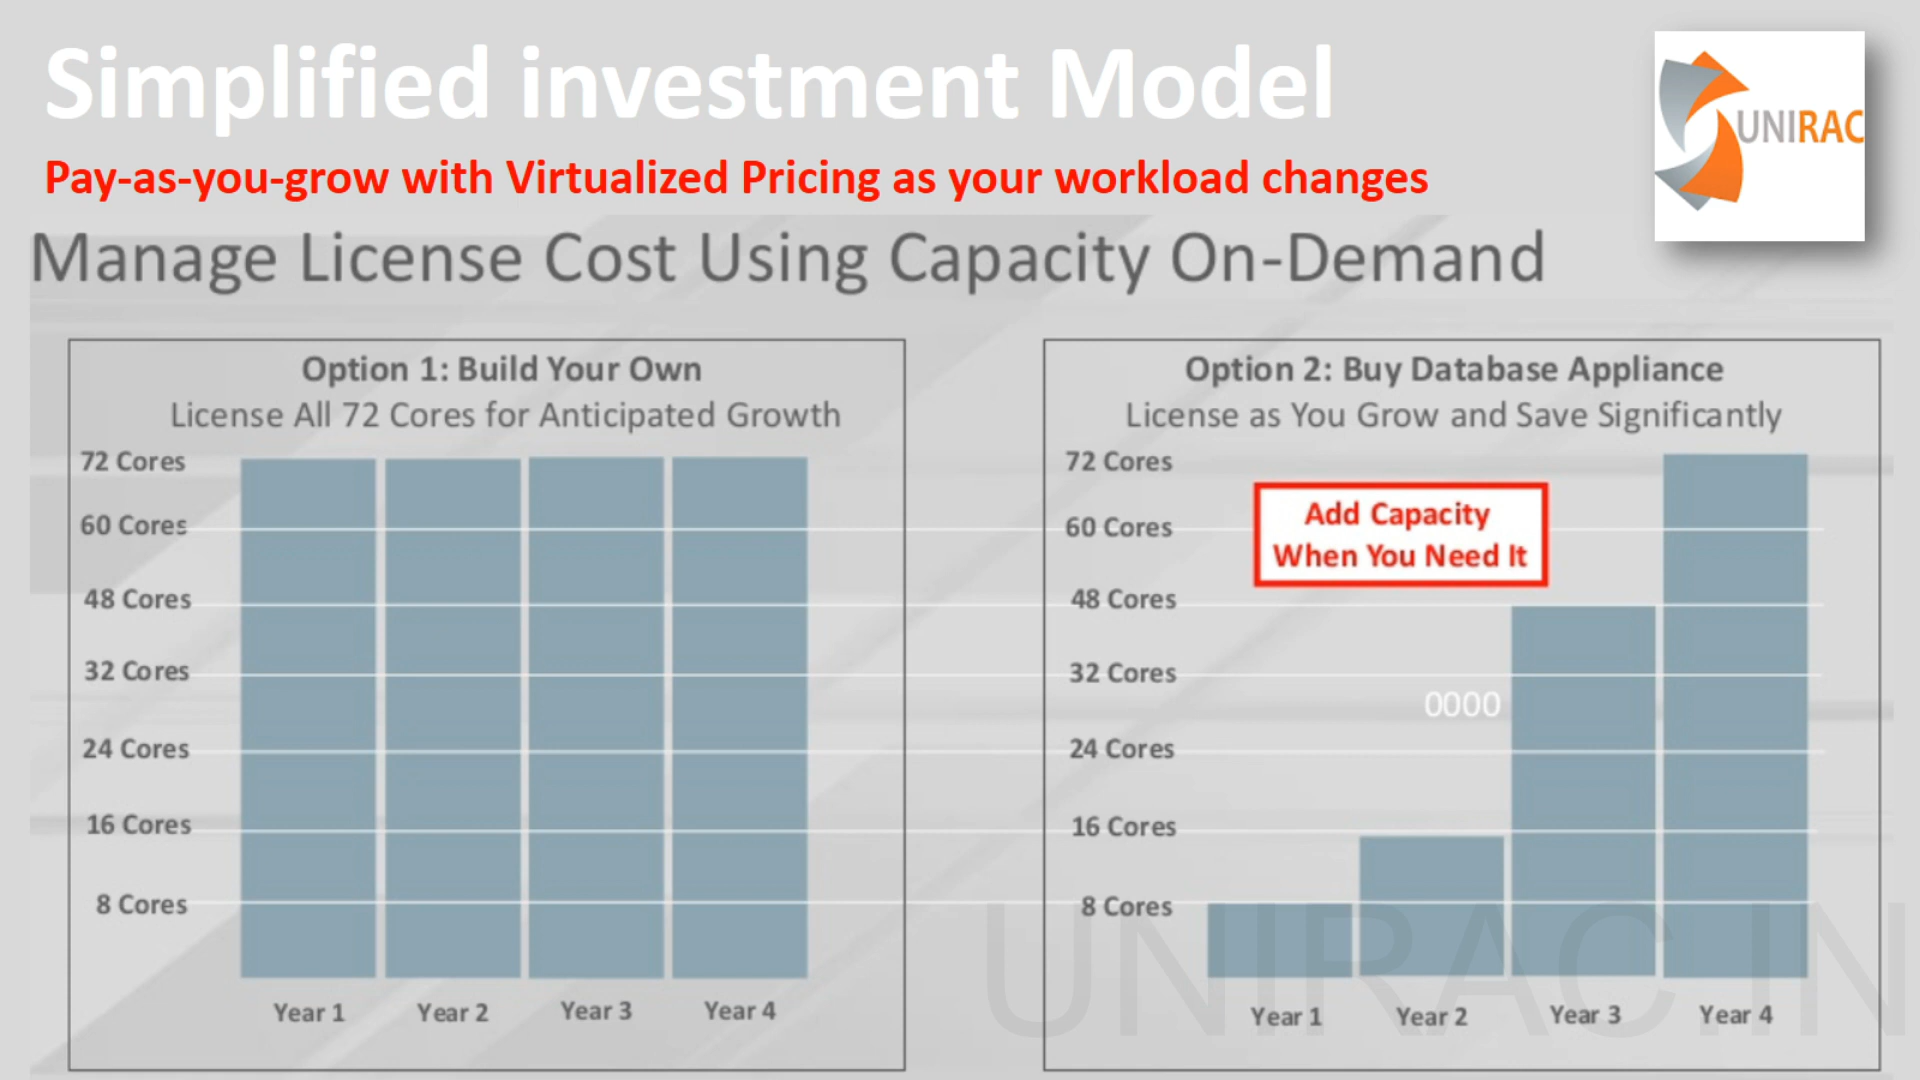 Simplified investment Model
UNIRAC
Pay-as-you-grow with Virtualized Pricing as your workload changes
Manage License Cost Using Capacity On-Demand
Option 1: Build Your Own
License All 72 Cores for Anticipated Growth
72 Cores
60 Cores
48 Cores
32 Cores
24 Cores
16 Cores
8 Cores
Year 1
Year 2
Year 3
Year 4
Option 2: Buy Database Appliance
License as You Grow and Save Significantly
72 Cores
Add Capacity
When You Need It
60 Cores
48 Cores
32 Cores
0000
24 Cores
16 Cores
8 Cores
Year 1
Year 2
Year 3
Year 4
UNIRAC.IN